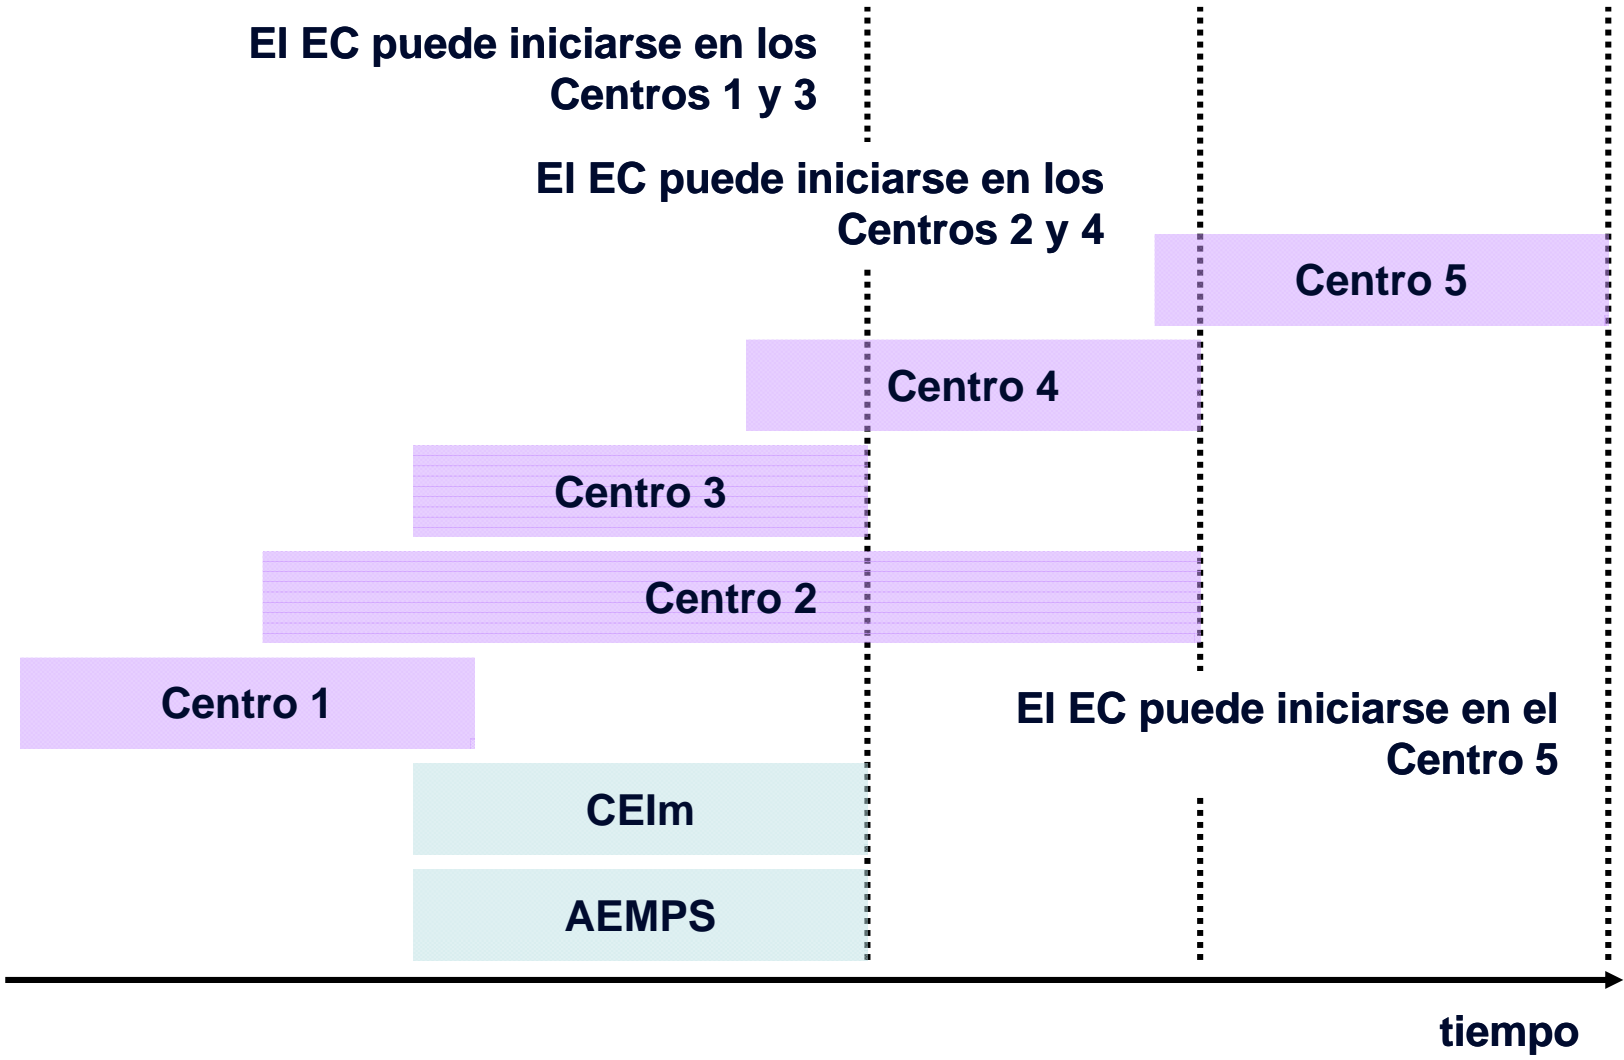 El EC puede iniciarse en los
Centros 1 y 3
El EC puede iniciarse en los
Centros 2 y 4
Centro 5
Centro 4
Centro 3
Centro 2
Centro 1
El EC puede iniciarse en el
Centro 5
CEIm
AEMPS
tiempo